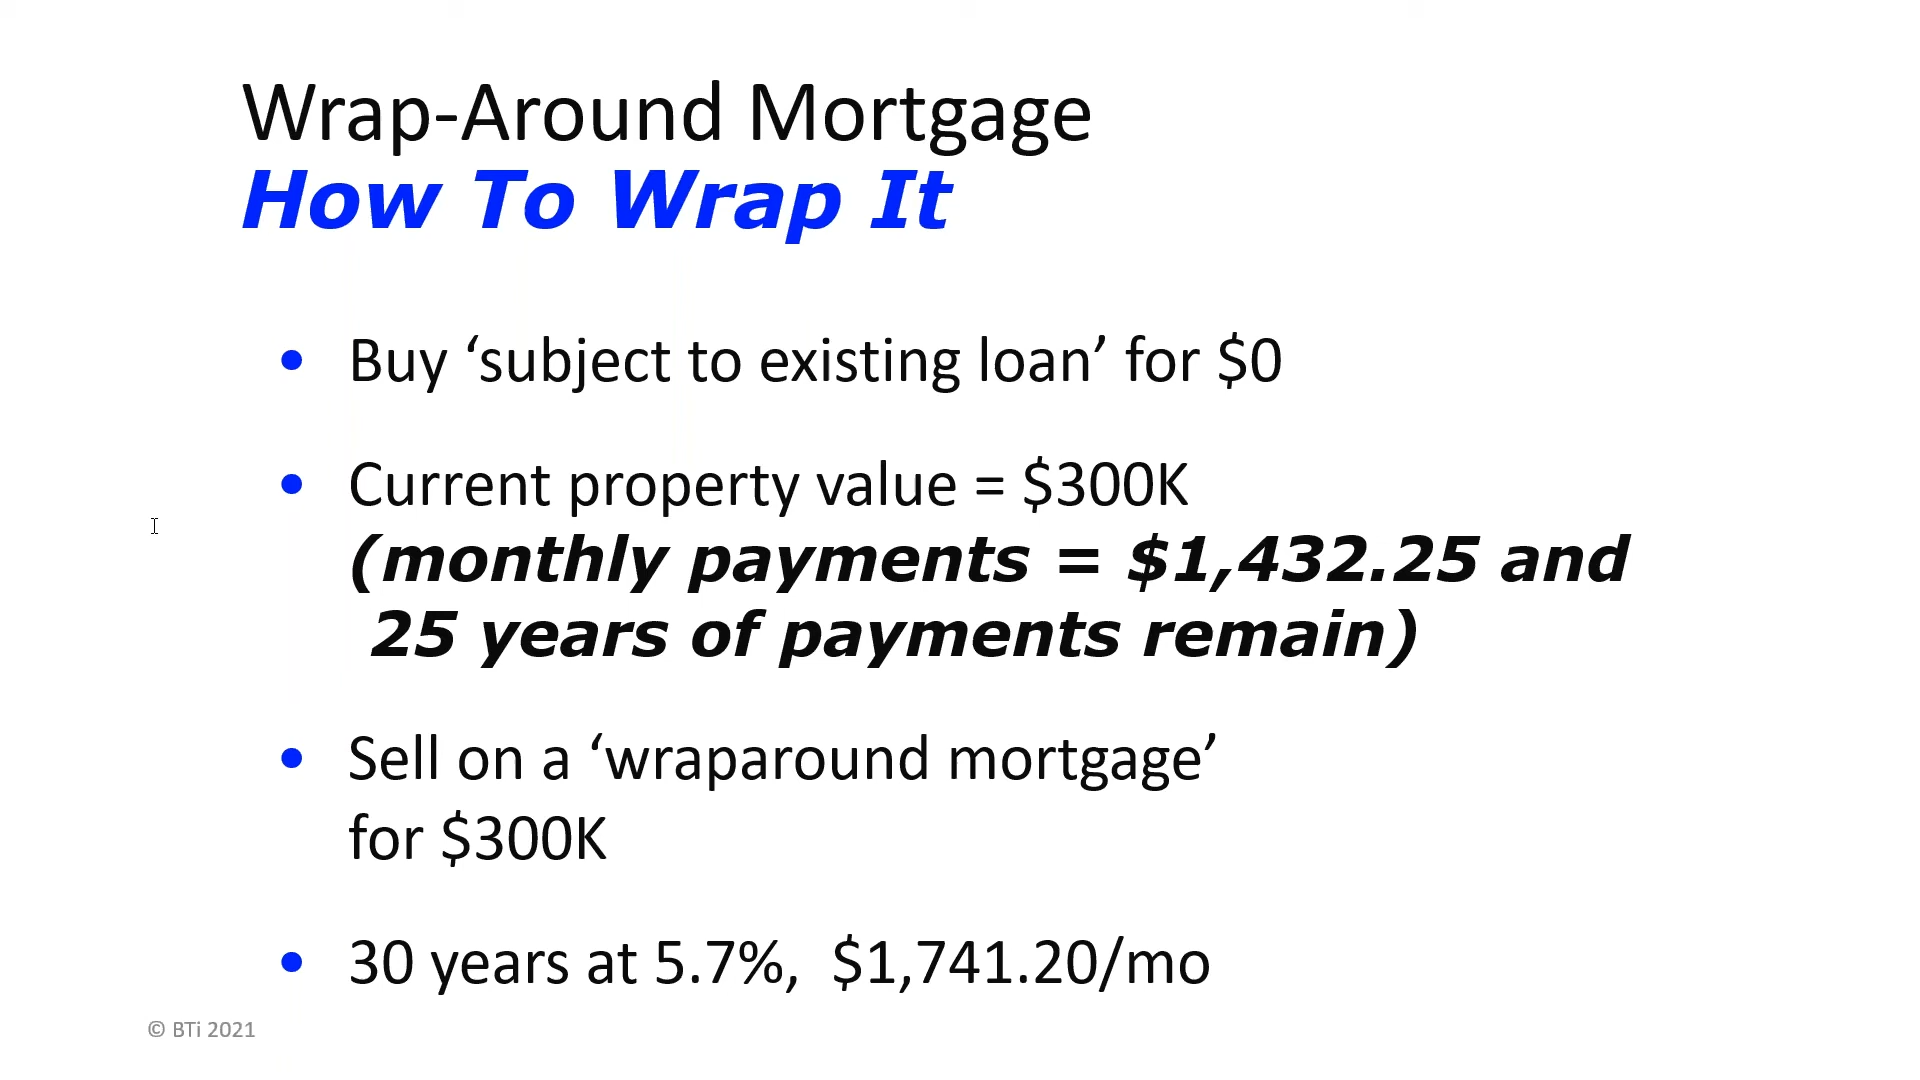 Wrap-Around Mortgage
How To Wrap It
• Buy ‘subject to existing loan’ for $0
• Current property value = $300K
(monthly payments = $1,432.25 and
25 years of payments remain)
• Sell on a ‘wraparound mortgage’
for $300K
• 30 years at 5.7%, $1,741.20/mo
© BTi 2021